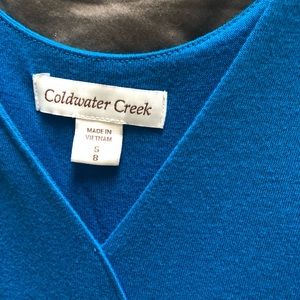 Coldwater Creek
MADE IN
VIETNAM
S
8